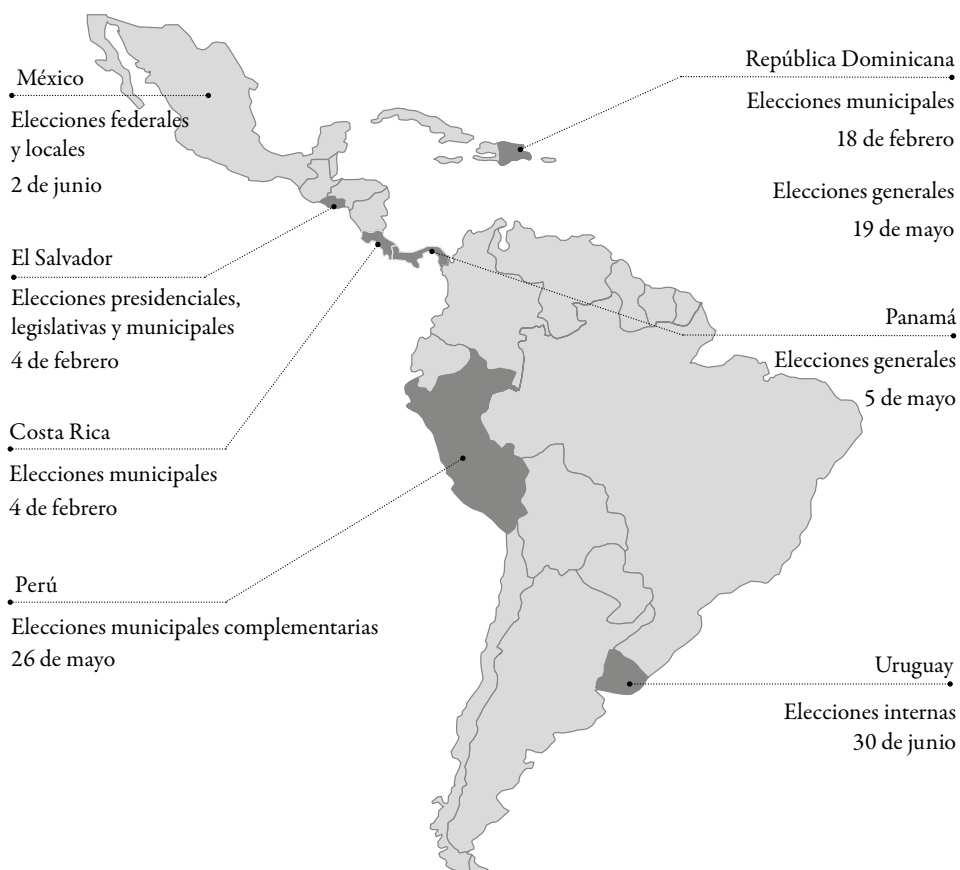 México
Elecciones federales
y locales
2 de junio
El Salvador
Elecciones presidenciales,
legislativas y municipales
4 de febrero
Costa Rica
Elecciones municipales
4 de febrero
Perú
Elecciones municipales complementarias
26 de mayo
República Dominicana
Elecciones municipales
18 de febrero
Elecciones generales
19 de mayo
Panamá
Elecciones generales
5 de mayo
Uruguay
Elecciones internas
30 de junio